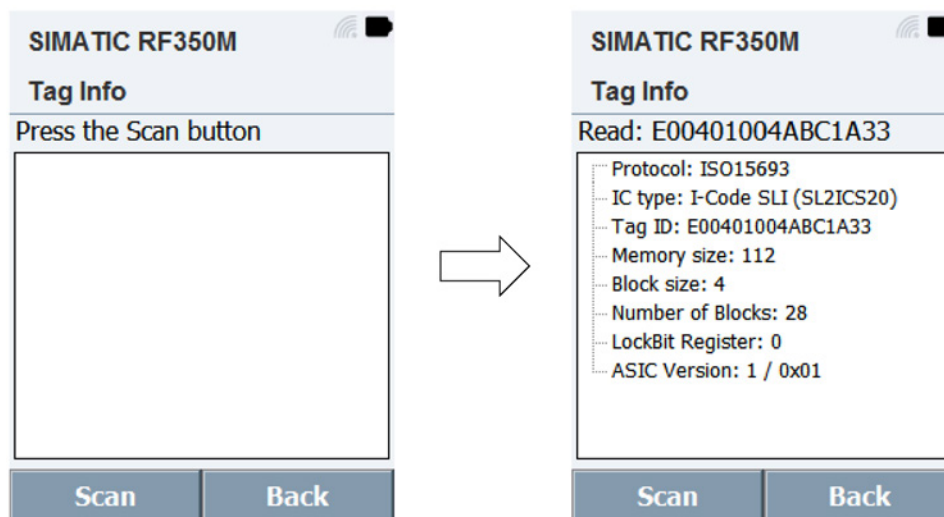 SIMATIC RF350M
Tag Info
Press the Scan button
Scan Back
SIMATIC RF350M
Tag Info
Read: E00401004ABC1A33
Protocol: ISO15693
IC type: I-Code SLI (SL2ICS20)
Tag ID: E00401004ABC1A33
Memory size: 112
Block size: 4
Number of Blocks: 28
LockBit Register: 0
ASIC Version: 1 / 0x01
Scan Back